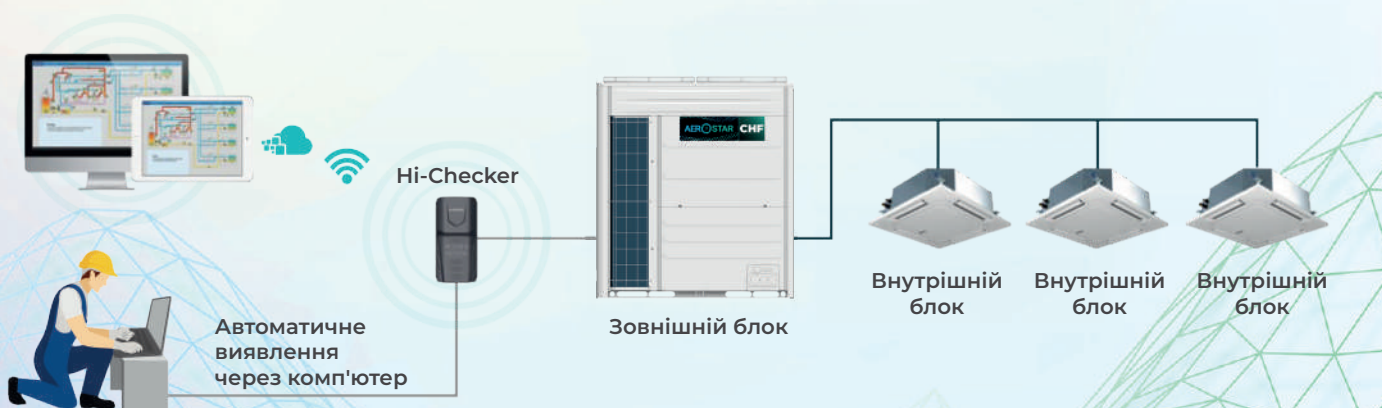 Hi-Checker
AEROSTAR CHF
Автоматичне
виявлення
через комп'ютер
Зовнішній блок
Внутрішній
блок
Внутрішній
блок
Внутрішній
блок